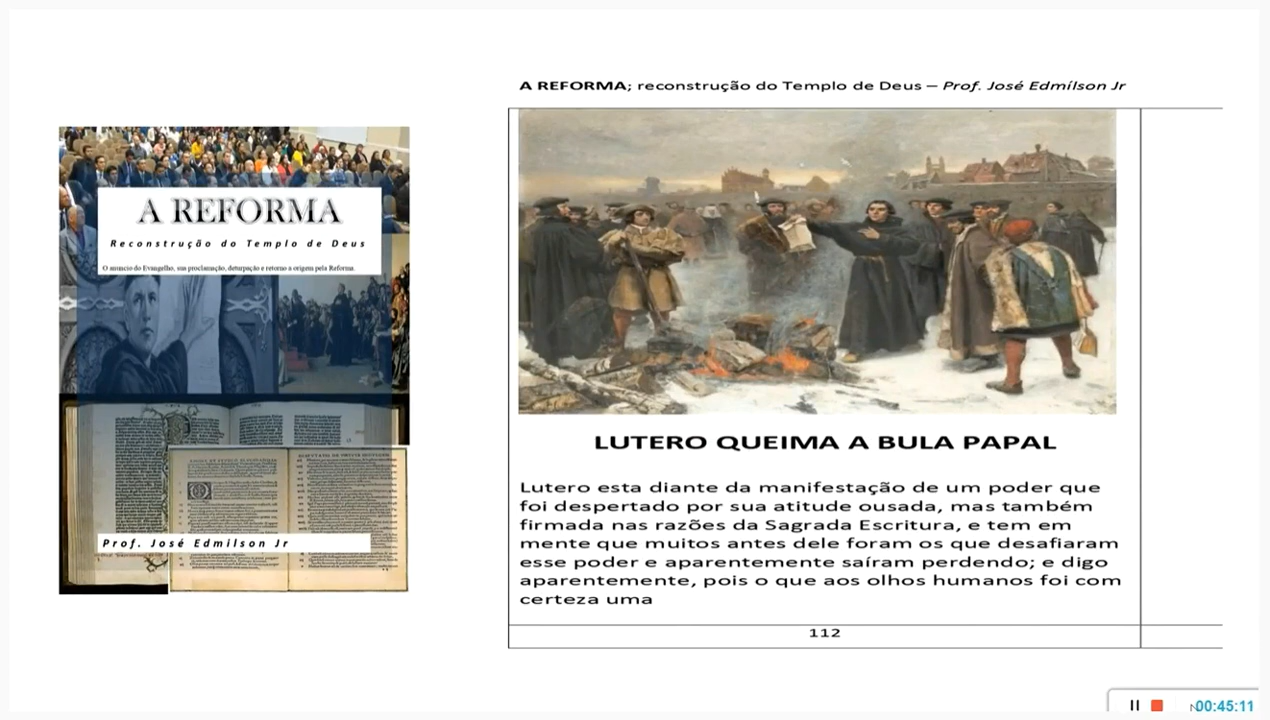 A REFORMA; reconstrução do Templo de Deus – Prof. José Edmílson Jr
A REFORMA
Reconstrução do Templo de Deus
O anuncio do Evangelho, sua proclamação, deturpação e retorno a origem pela Reforma.
Prof. José Edmilson Jr
LUTERO QUEIMA A BULA PAPAL
Lutero esta diante da manifestação de um poder que
foi despertado por sua atitude ousada, mas também
firmada nas razões da Sagrada Escritura, e tem em
mente que muitos antes dele foram os que desafiaram
esse poder e aparentemente saíram perdendo; e digo
aparentemente, pois o que aos olhos humanos foi com
certeza uma
112
00:45:11